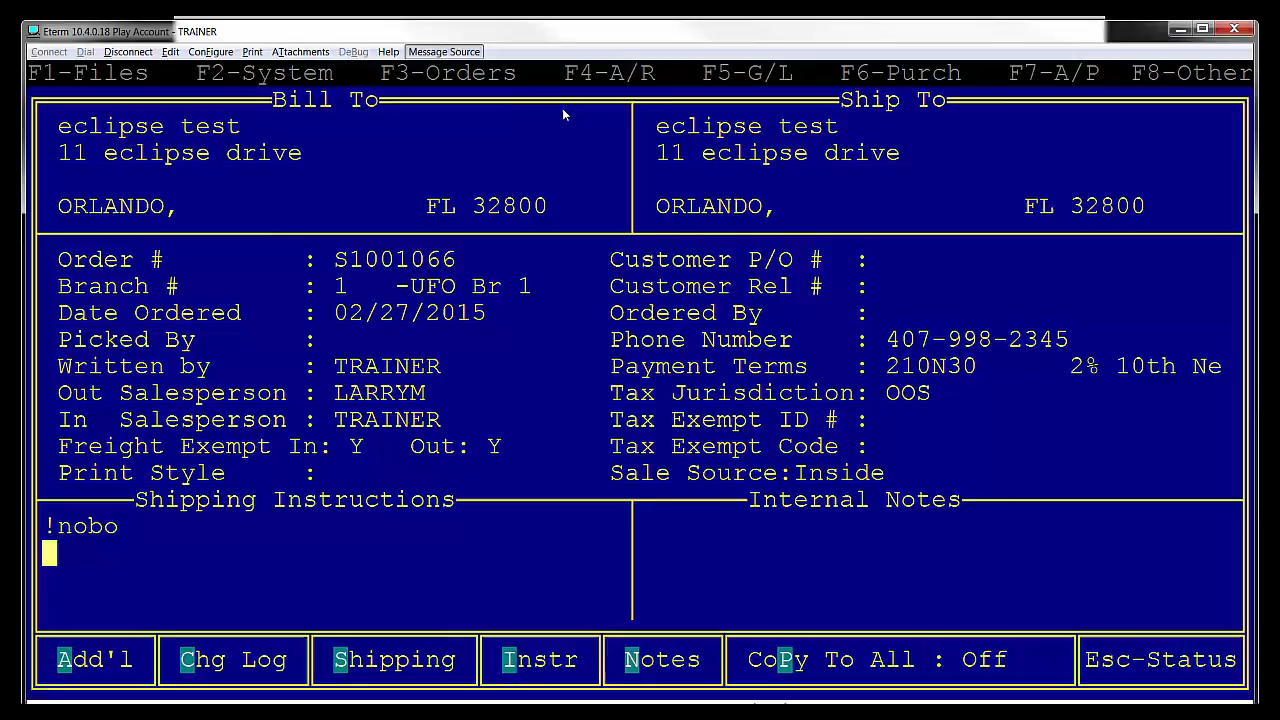 Eterm 10.4.0.18 Play Account - TRAINER
Connect Dial Disconnect Edit ConFigure Print ATtachments DeBug Help Message Source
F1-Files F2-System F3-Orders F4-A/R F5-G/L F6-Purch F7-A/P F8-Other
Bill To Ship To
eclipse test eclipse test
11 eclipse drive 11 eclipse drive
ORLANDO, FL 32800 ORLANDO, FL 32800
Order # : S1001066 Customer P/O # :
Branch # : 1 -UFO Br 1 Customer Rel # :
Date Ordered : 02/27/2015 Ordered By :
Picked By : Phone Number : 407-998-2345
Written by : TRAINER Payment Terms : 210N30 2% 10th Ne
Out Salesperson : LARRYM Tax Jurisdiction: OOS
In Salesperson : TRAINER Tax Exempt ID # :
Freight Exempt In: Y Out: Y Tax Exempt Code :
Print Style : Sale Source:Inside
Shipping Instructions Internal Notes
!nobo
Add'l Chg Log Shipping Instr Notes CoPy To All : Off Esc-Status